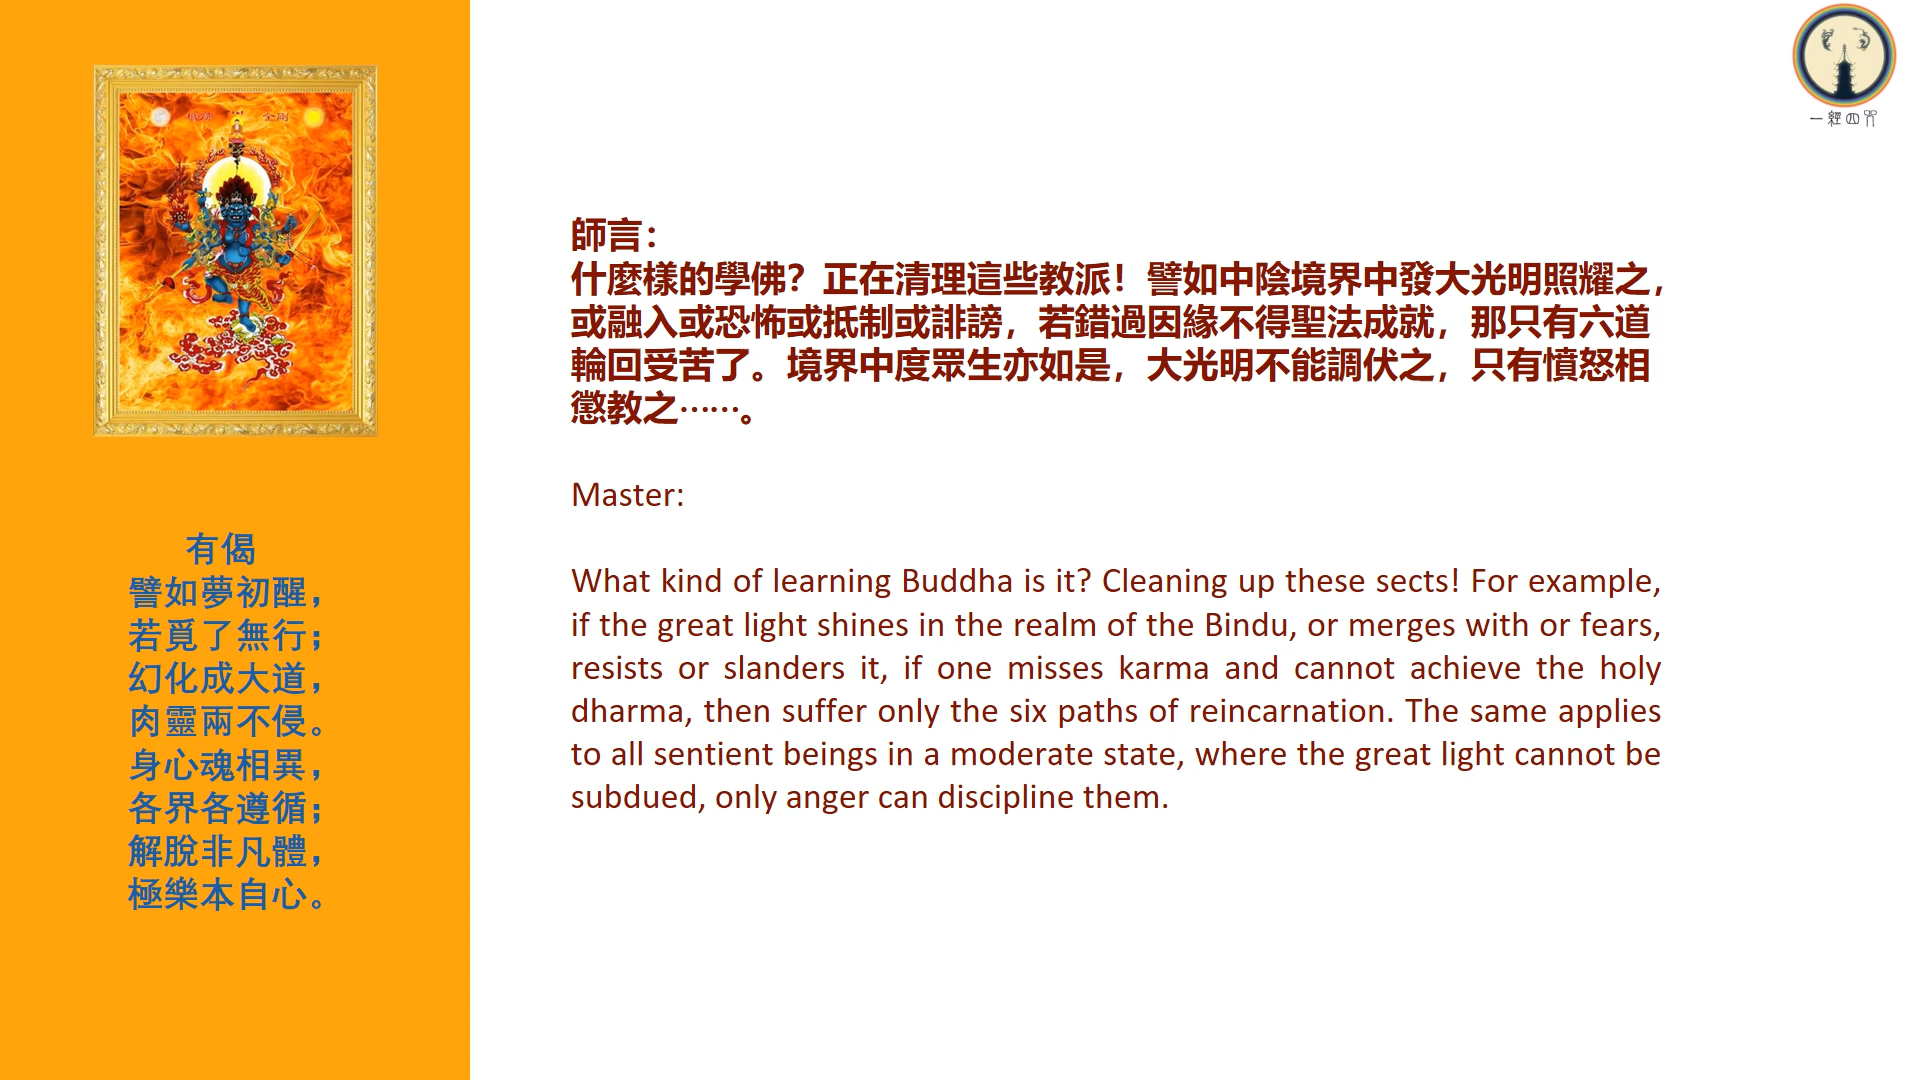 金剛
有偈
譬如夢初醒，
若覓了無行；
幻化成大道，
肉靈兩不侵。
身心魂相異，
各界各遵循；
解脫非凡體，
極樂本自心。
一經四咒
師言：
什麼樣的學佛？正在清理這些教派！譬如中陰境界中發大光明照耀之，
或融入或恐怖或抵制或誹謗，若錯過因緣不得聖法成就，那只有六道
輪回受苦了。境界中度眾生亦如是，大光明不能調伏之，只有憤怒相
懲教之……。
Master:
What kind of learning Buddha is it? Cleaning up these sects! For example,
if the great light shines in the realm of the Bindu, or merges with or fears,
resists or slanders it, if one misses karma and cannot achieve the holy
dharma, then suffer only the six paths of reincarnation. The same applies
to all sentient beings in a moderate state, where the great light cannot be
subdued, only anger can discipline them.